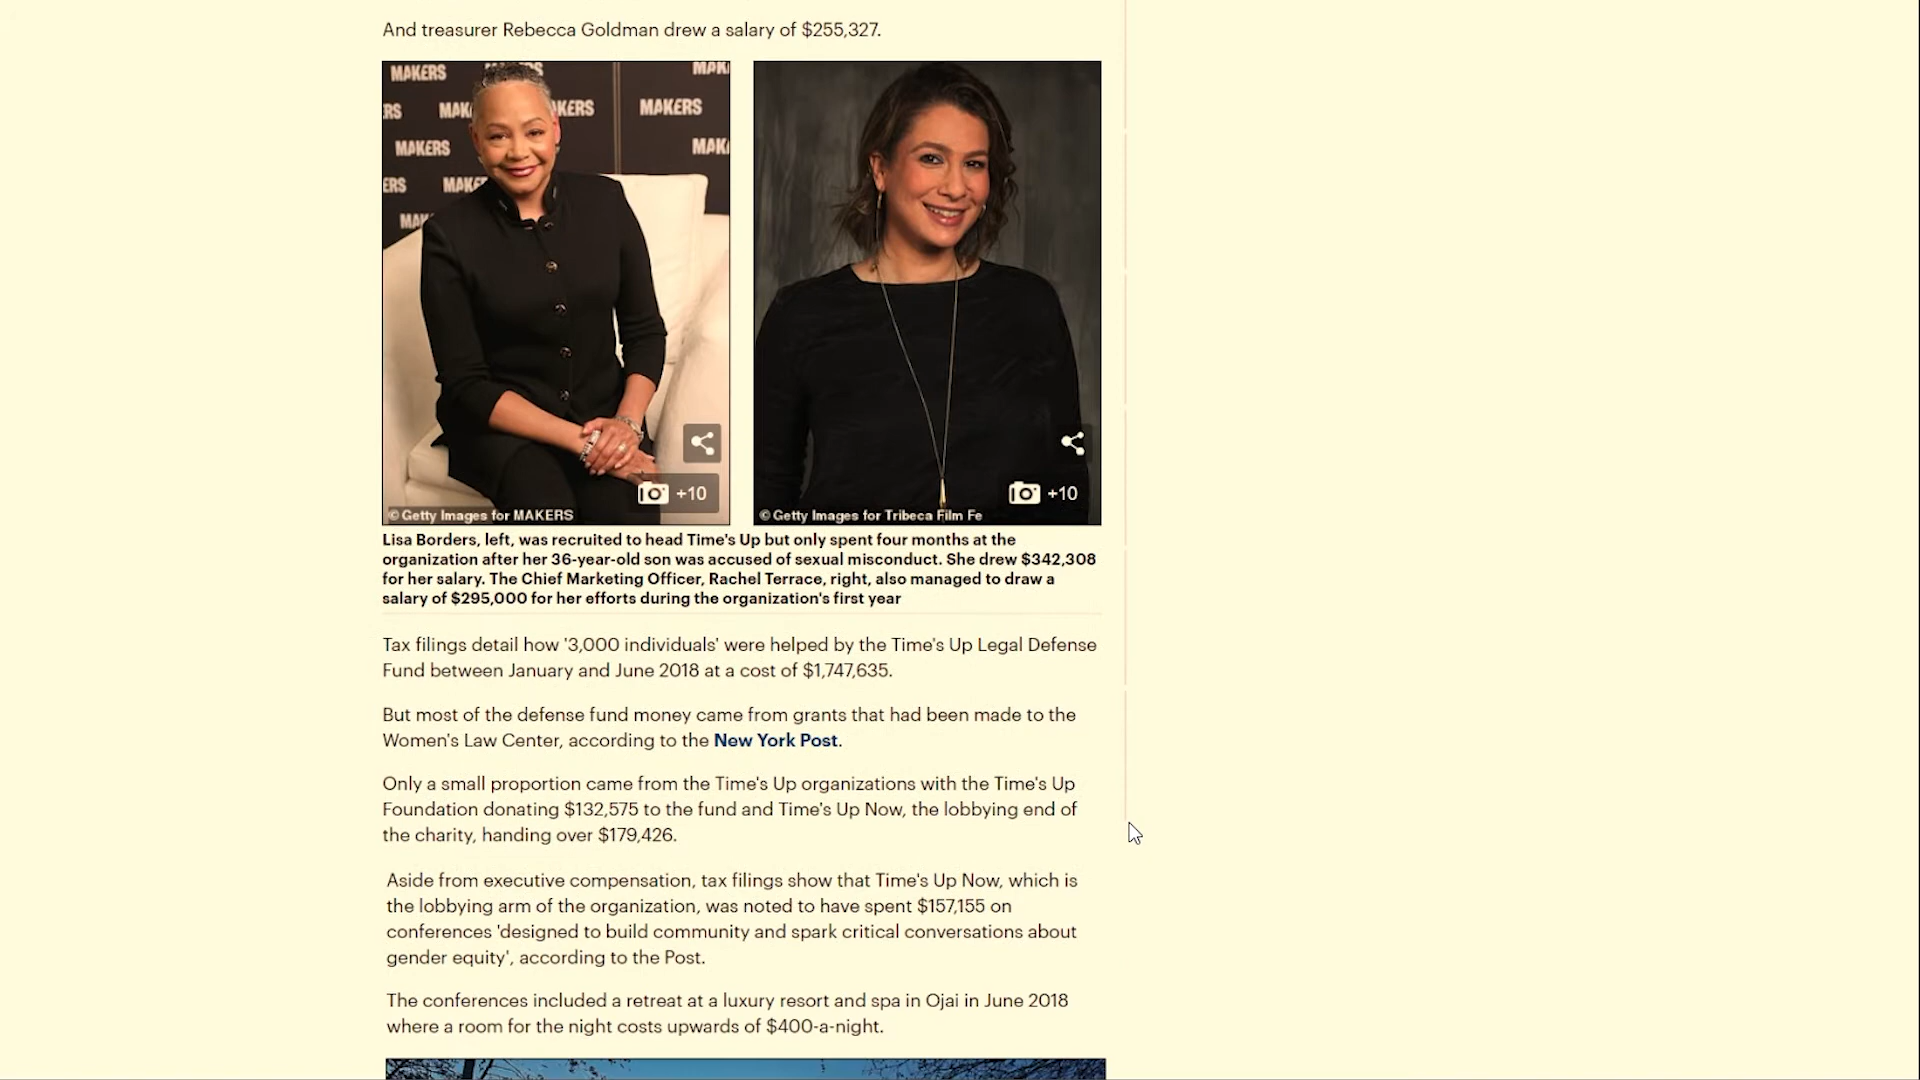 And treasurer Rebecca Goldman drew a salary of $255,327.
MAKERS
MAKERS
MAKERS
+10
© Getty Images for MAKERS
+10
© Getty Images for Tribeca Film Fe
Lisa Borders, left, was recruited to head Time's Up but only spent four months at the
organization after her 36-year-old son was accused of sexual misconduct. She drew $342,308
for her salary. The Chief Marketing Officer, Rachel Terrace, right, also managed to draw a
salary of $295,000 for her efforts during the organization's first year
Tax filings detail how '3,000 individuals' were helped by the Time's Up Legal Defense
Fund between January and June 2018 at a cost of $1,747,635.
But most of the defense fund money came from grants that had been made to the
Women's Law Center, according to the New York Post.
Only a small proportion came from the Time's Up organizations with the Time's Up
Foundation donating $132,575 to the fund and Time's Up Now, the lobbying end of
the charity, handing over $179,426.
Aside from executive compensation, tax filings show that Time's Up Now, which is
the lobbying arm of the organization, was noted to have spent $157,155 on
conferences 'designed to build community and spark critical conversations about
gender equity', according to the Post.
The conferences included a retreat at a luxury resort and spa in Ojai in June 2018
where a room for the night costs upwards of $400-a-night.